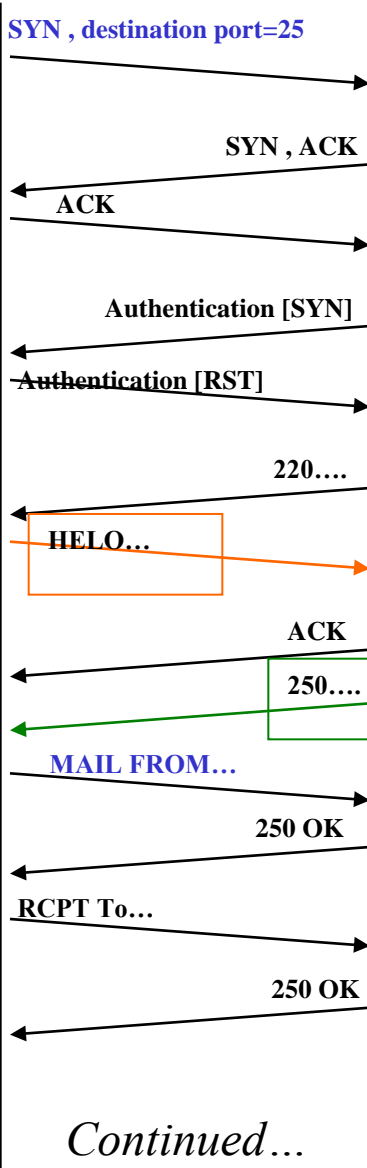 SYN , destination port=25
SYN , ACK
ACK
Authentication [SYN]
Authentication [RST]
220….
HELO…
ACK
250….
MAIL FROM…
250 OK
RCPT To…
250 OK
Continued…